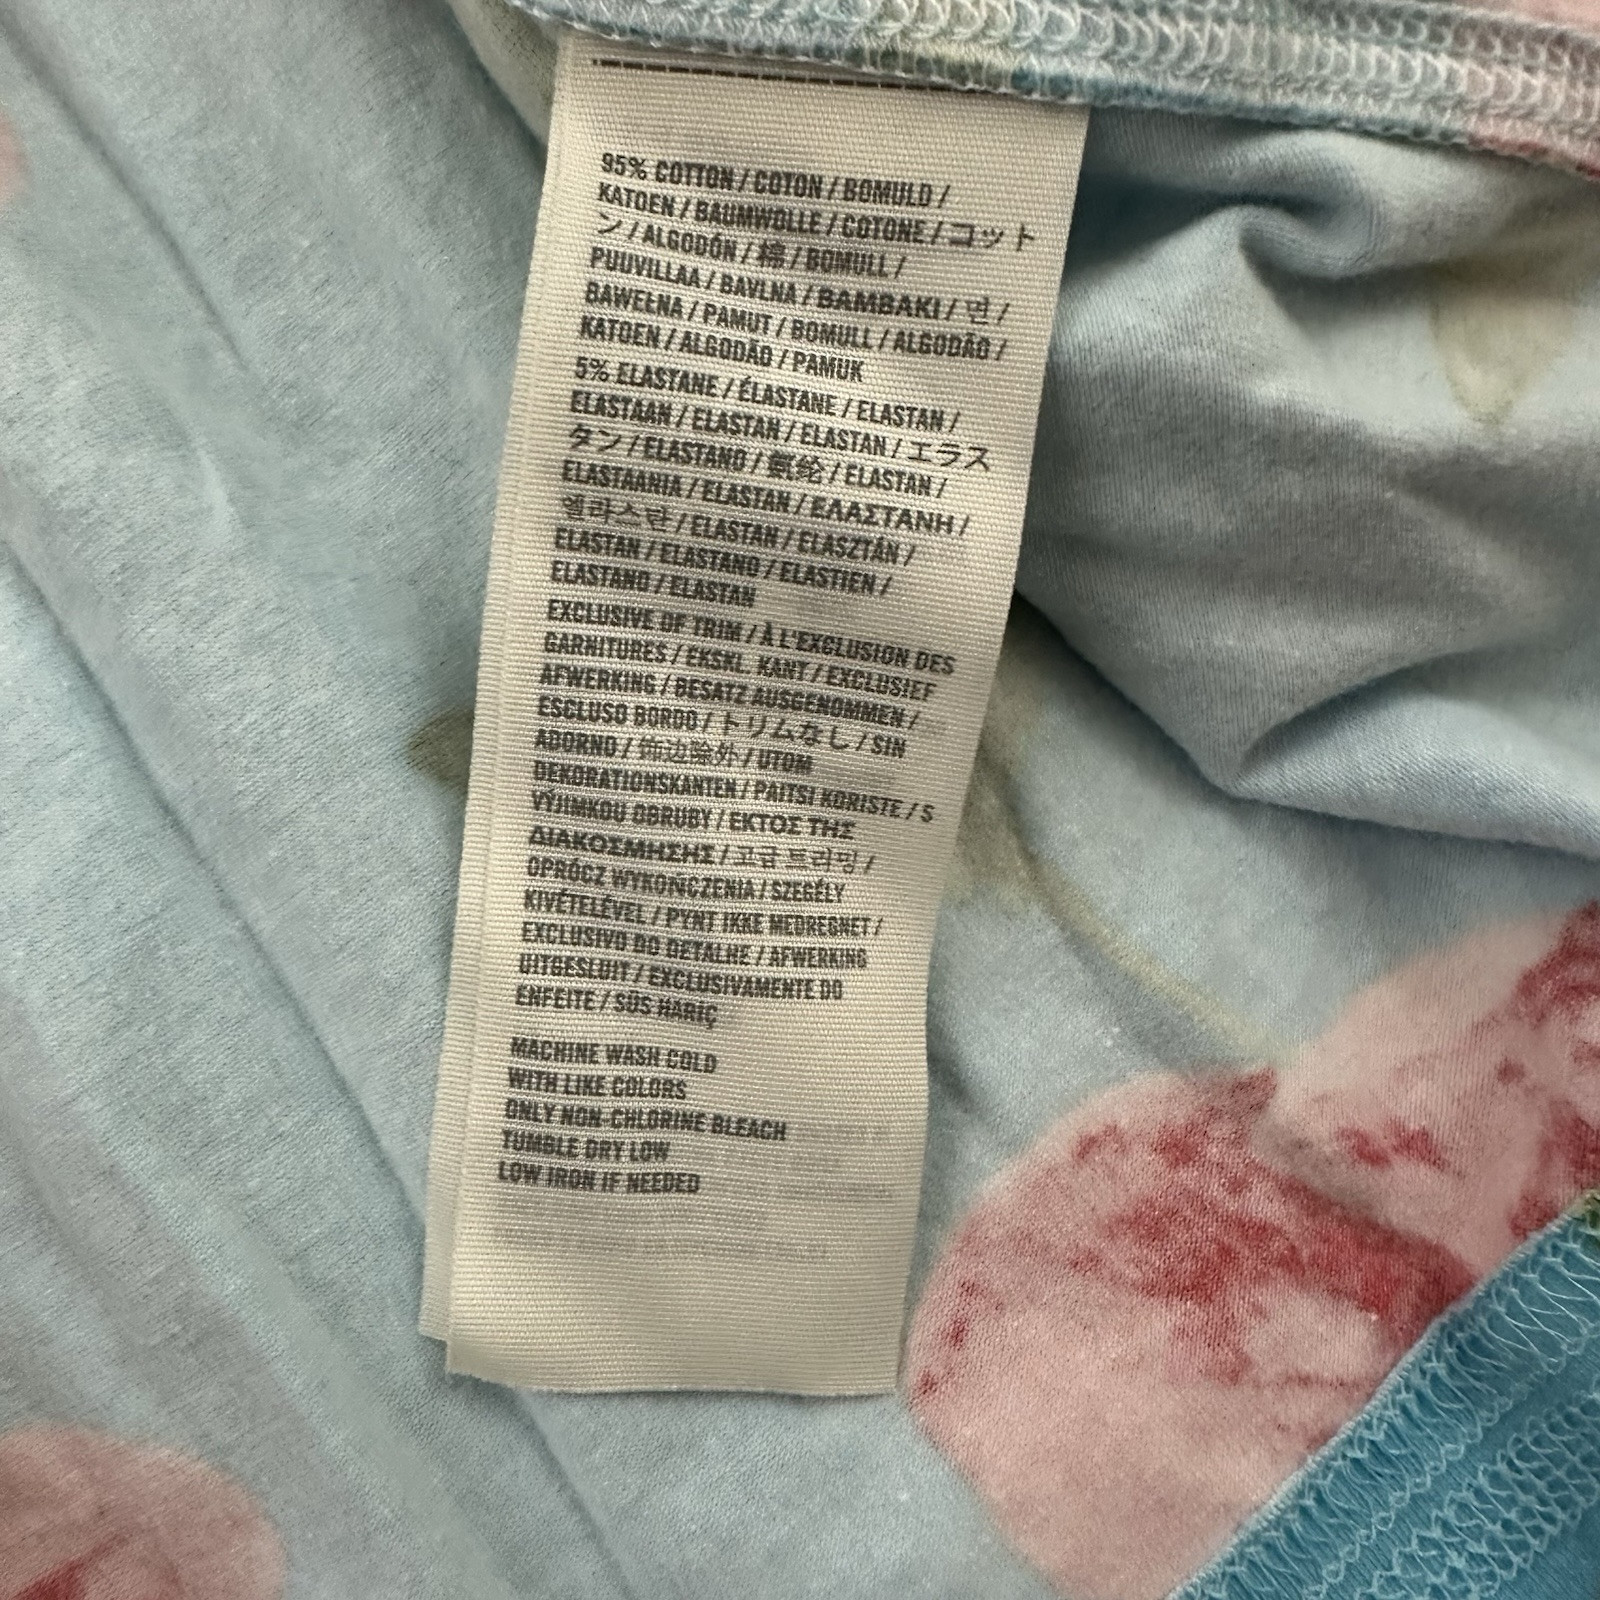 95% COTTON / COTON / BOMULD /
KATOEN / BAUMWOLLE / COTONE / コット
ン / ALGODÓN / 棉 / BOMULL /
PUUVILLAA / BAVLNA / BAMBAKI / 면 /
BAWEŁNA / PAMUT / BOMULL / ALGODÃO /
KATOEN / ALGODÃO / PAMUK
5% ELASTANE / ÉLASTANE / ELASTAN /
ELASTAAN / ELASTAN / ELASTAN / エラス
タン / ELASTANO / 氨纶 / ELASTAN /
ELASTAANIA / ELASTAN / ΕΛΑΣΤΑΝΗ /
엘라스탄 / ELASTAN / ELASZTÁN /
ELASTAN / ELASTANO / ELASTIEN /
ELASTANO / ELASTAN
EXCLUSIVE OF TRIM / À L'EXCLUSION DES
GARNITURES / EKSKL. KANT / EXCLUSIEF
AFWERKING / BESATZ AUSGENOMMEN /
ESCLUSO BORDO / トリムなし / SIN
ADORNO / 饰边除外 / UTOM
DEKORATIONSKANTEN / PAITSI KORISTE / S
VÝJIMKOU OBRUBY / ΕΚΤΟΣ ΤΗΣ
ΔΙΑΚΟΣΜΗΣΗΣ / 고급 트리밍 /
OPRÓCZ WYKOŃCZENIA / SZEGÉLY
KIVÉTELÉVEL / PYNT IKKE MEDREGNET /
EXCLUSIVO DO DETALHE / AFWERKING
UITGESLUIT / EXCLUSIVAMENTE DO
ENFEITE / SÜS HARİÇ
MACHINE WASH COLD
WITH LIKE COLORS
ONLY NON-CHLORINE BLEACH
TUMBLE DRY LOW
LOW IRON IF NEEDED